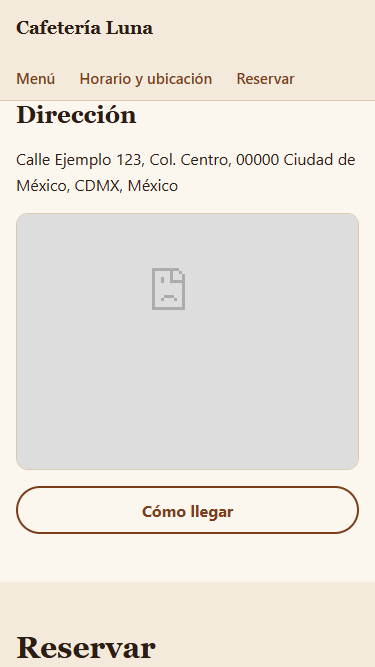 Cafetería Luna
Menú Horario y ubicación Reservar
Dirección
Calle Ejemplo 123, Col. Centro, 00000 Ciudad de
México, CDMX, México
Cómo llegar
Reservar